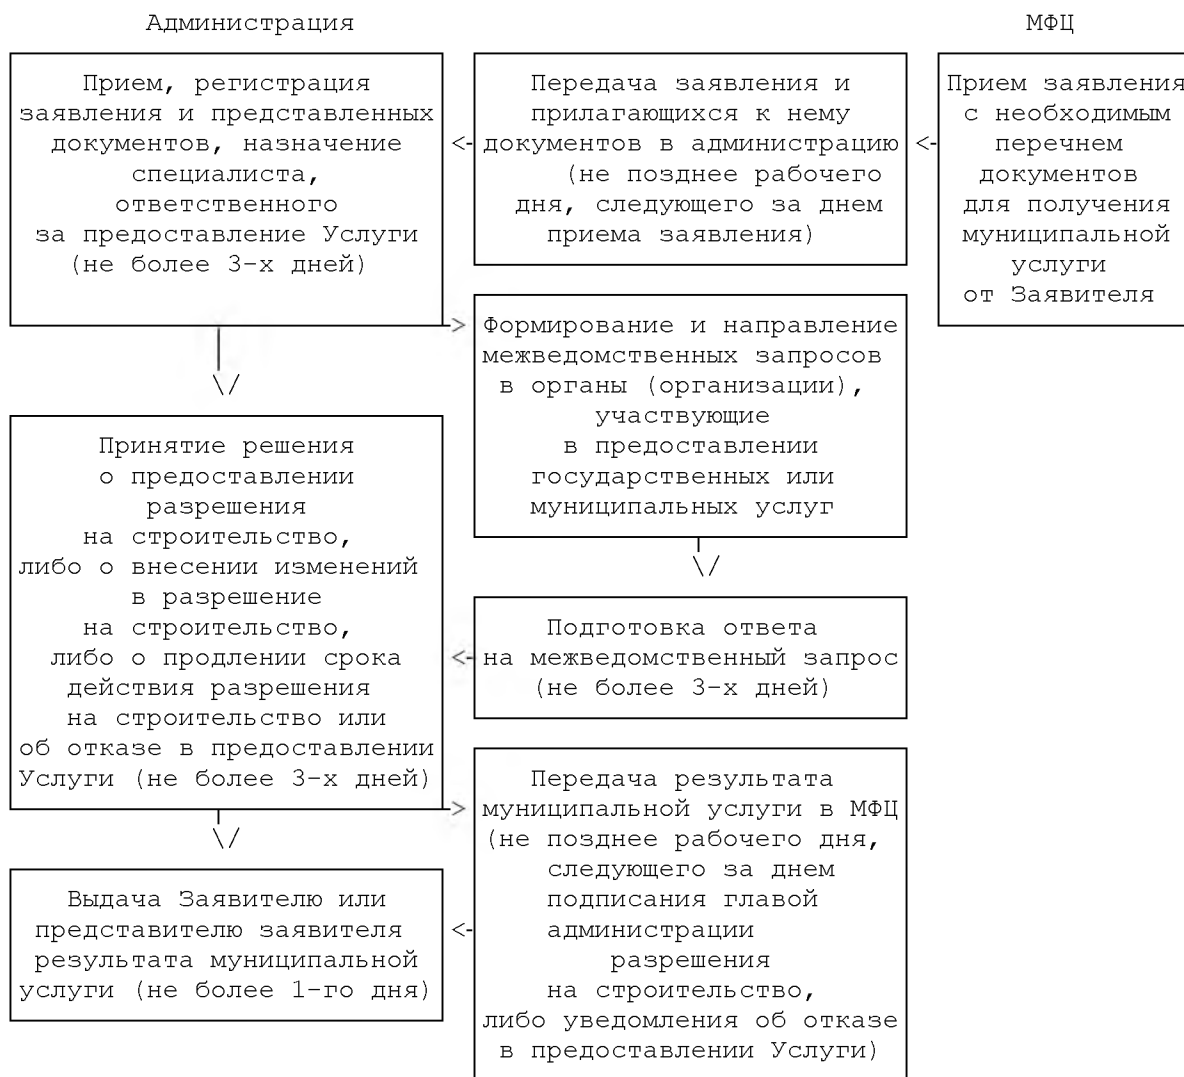 Администрация
МФЦ
Прием, регистрация
заявления и представленных
документов, назначение
специалиста,
ответственного
за предоставление Услуги
(не более 3-х дней)
Передача заявления и
прилагающихся к нему
документов в администрацию
(не позднее рабочего
дня, следующего за днем
приема заявления)
Прием заявления
с необходимым
перечнем
документов
для получения
муниципальной
услуги
от Заявителя
Формирование и направление
межведомственных запросов
в органы (организации),
участвующие
в предоставлении
государственных или
муниципальных услуг
Принятие решения
о предоставлении
разрешения
на строительство,
либо о внесении изменений
в разрешение
на строительство,
либо о продлении срока
действия разрешения
на строительство или
об отказе в предоставлении
Услуги (не более 3-х дней)
Подготовка ответа
на межведомственный запрос
(не более 3-х дней)
Передача результата
муниципальной услуги в МФЦ
(не позднее рабочего дня,
следующего за днем
подписания главой
администрации
разрешения
на строительство,
либо уведомления об отказе
в предоставлении Услуги)
Выдача Заявителю или
представителю заявителя
результата муниципальной
услуги (не более 1-го дня)